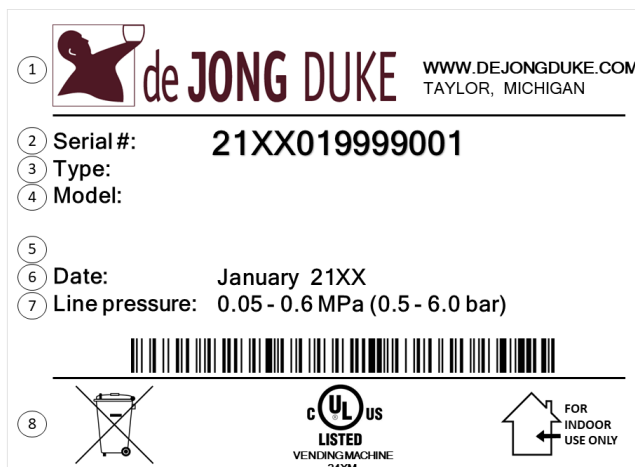 1
de JONG DUKE
WWW.DEJONGDUKE.COM
TAYLOR, MICHIGAN
2 Serial #: 21XX019999001
3 Type:
4 Model:
5
6 Date: January 21XX
7 Line pressure: 0.05 - 0.6 MPa (0.5 - 6.0 bar)
8
C UL US
LISTED
VENDING MACHINE
FOR
INDOOR
USE ONLY